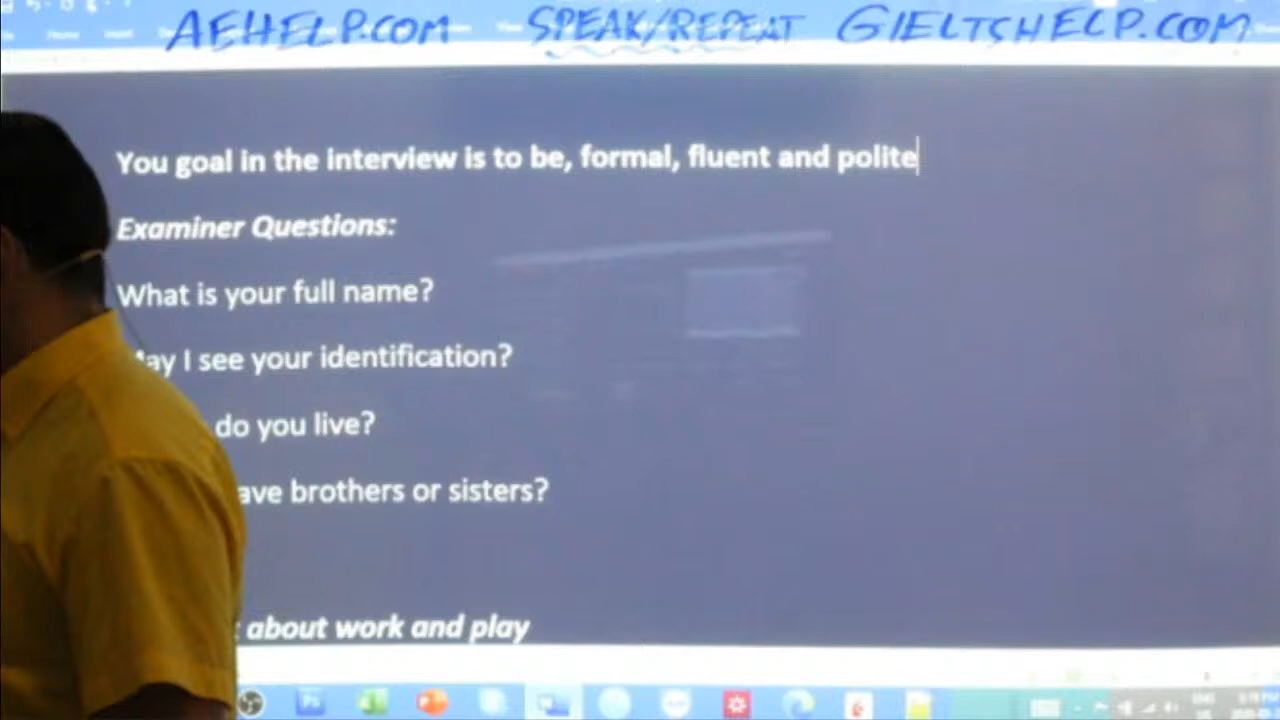 AEHELP.COM SPEAK/REPEAT GIELTSHELP.COM
You goal in the interview is to be, formal, fluent and polite
Examiner Questions:
What is your full name?
May I see your identification?
do you live?
ave brothers or sisters?
about work and play